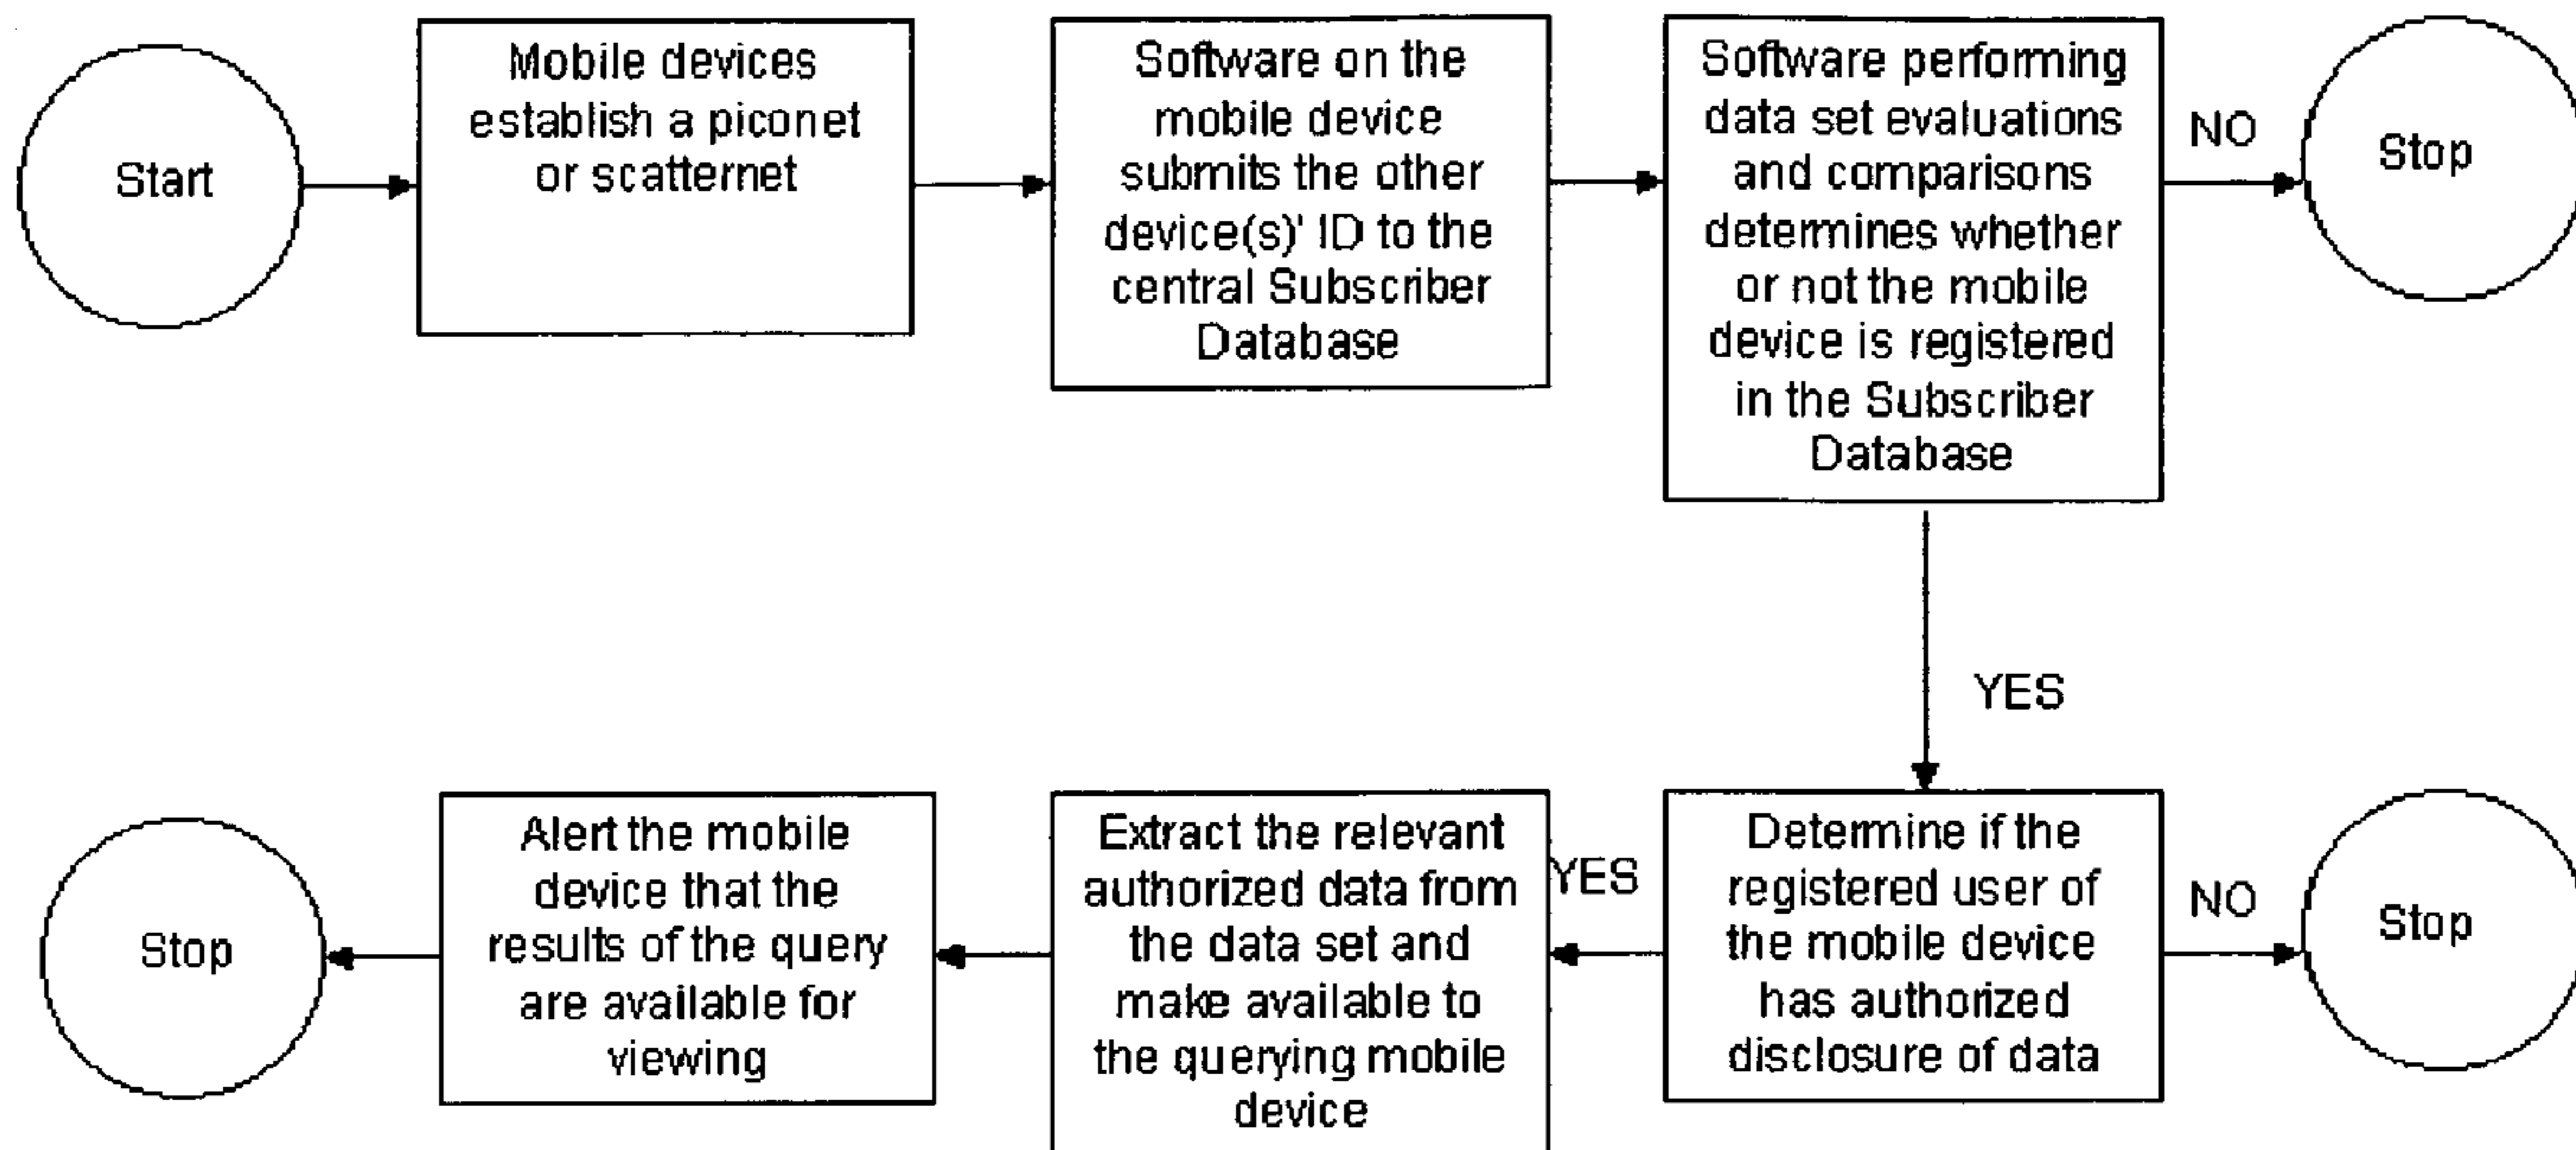 Start
Mobile devices
establish a piconet
or scatternet
Software on the
mobile device
submits the other
device(s)' ID to the
central Subscriber
Database
Software performing
data set evaluations
and comparisons
determines whether
or not the mobile
device is registered
in the Subscriber
Database
NO
Stop
YES
Determine if the
registered user of
the mobile device
has authorized
disclosure of data
NO
Stop
YES
Extract the relevant
authorized data from
the data set and
make available to
the querying mobile
device
Alert the mobile
device that the
results of the query
are available for
viewing
Stop